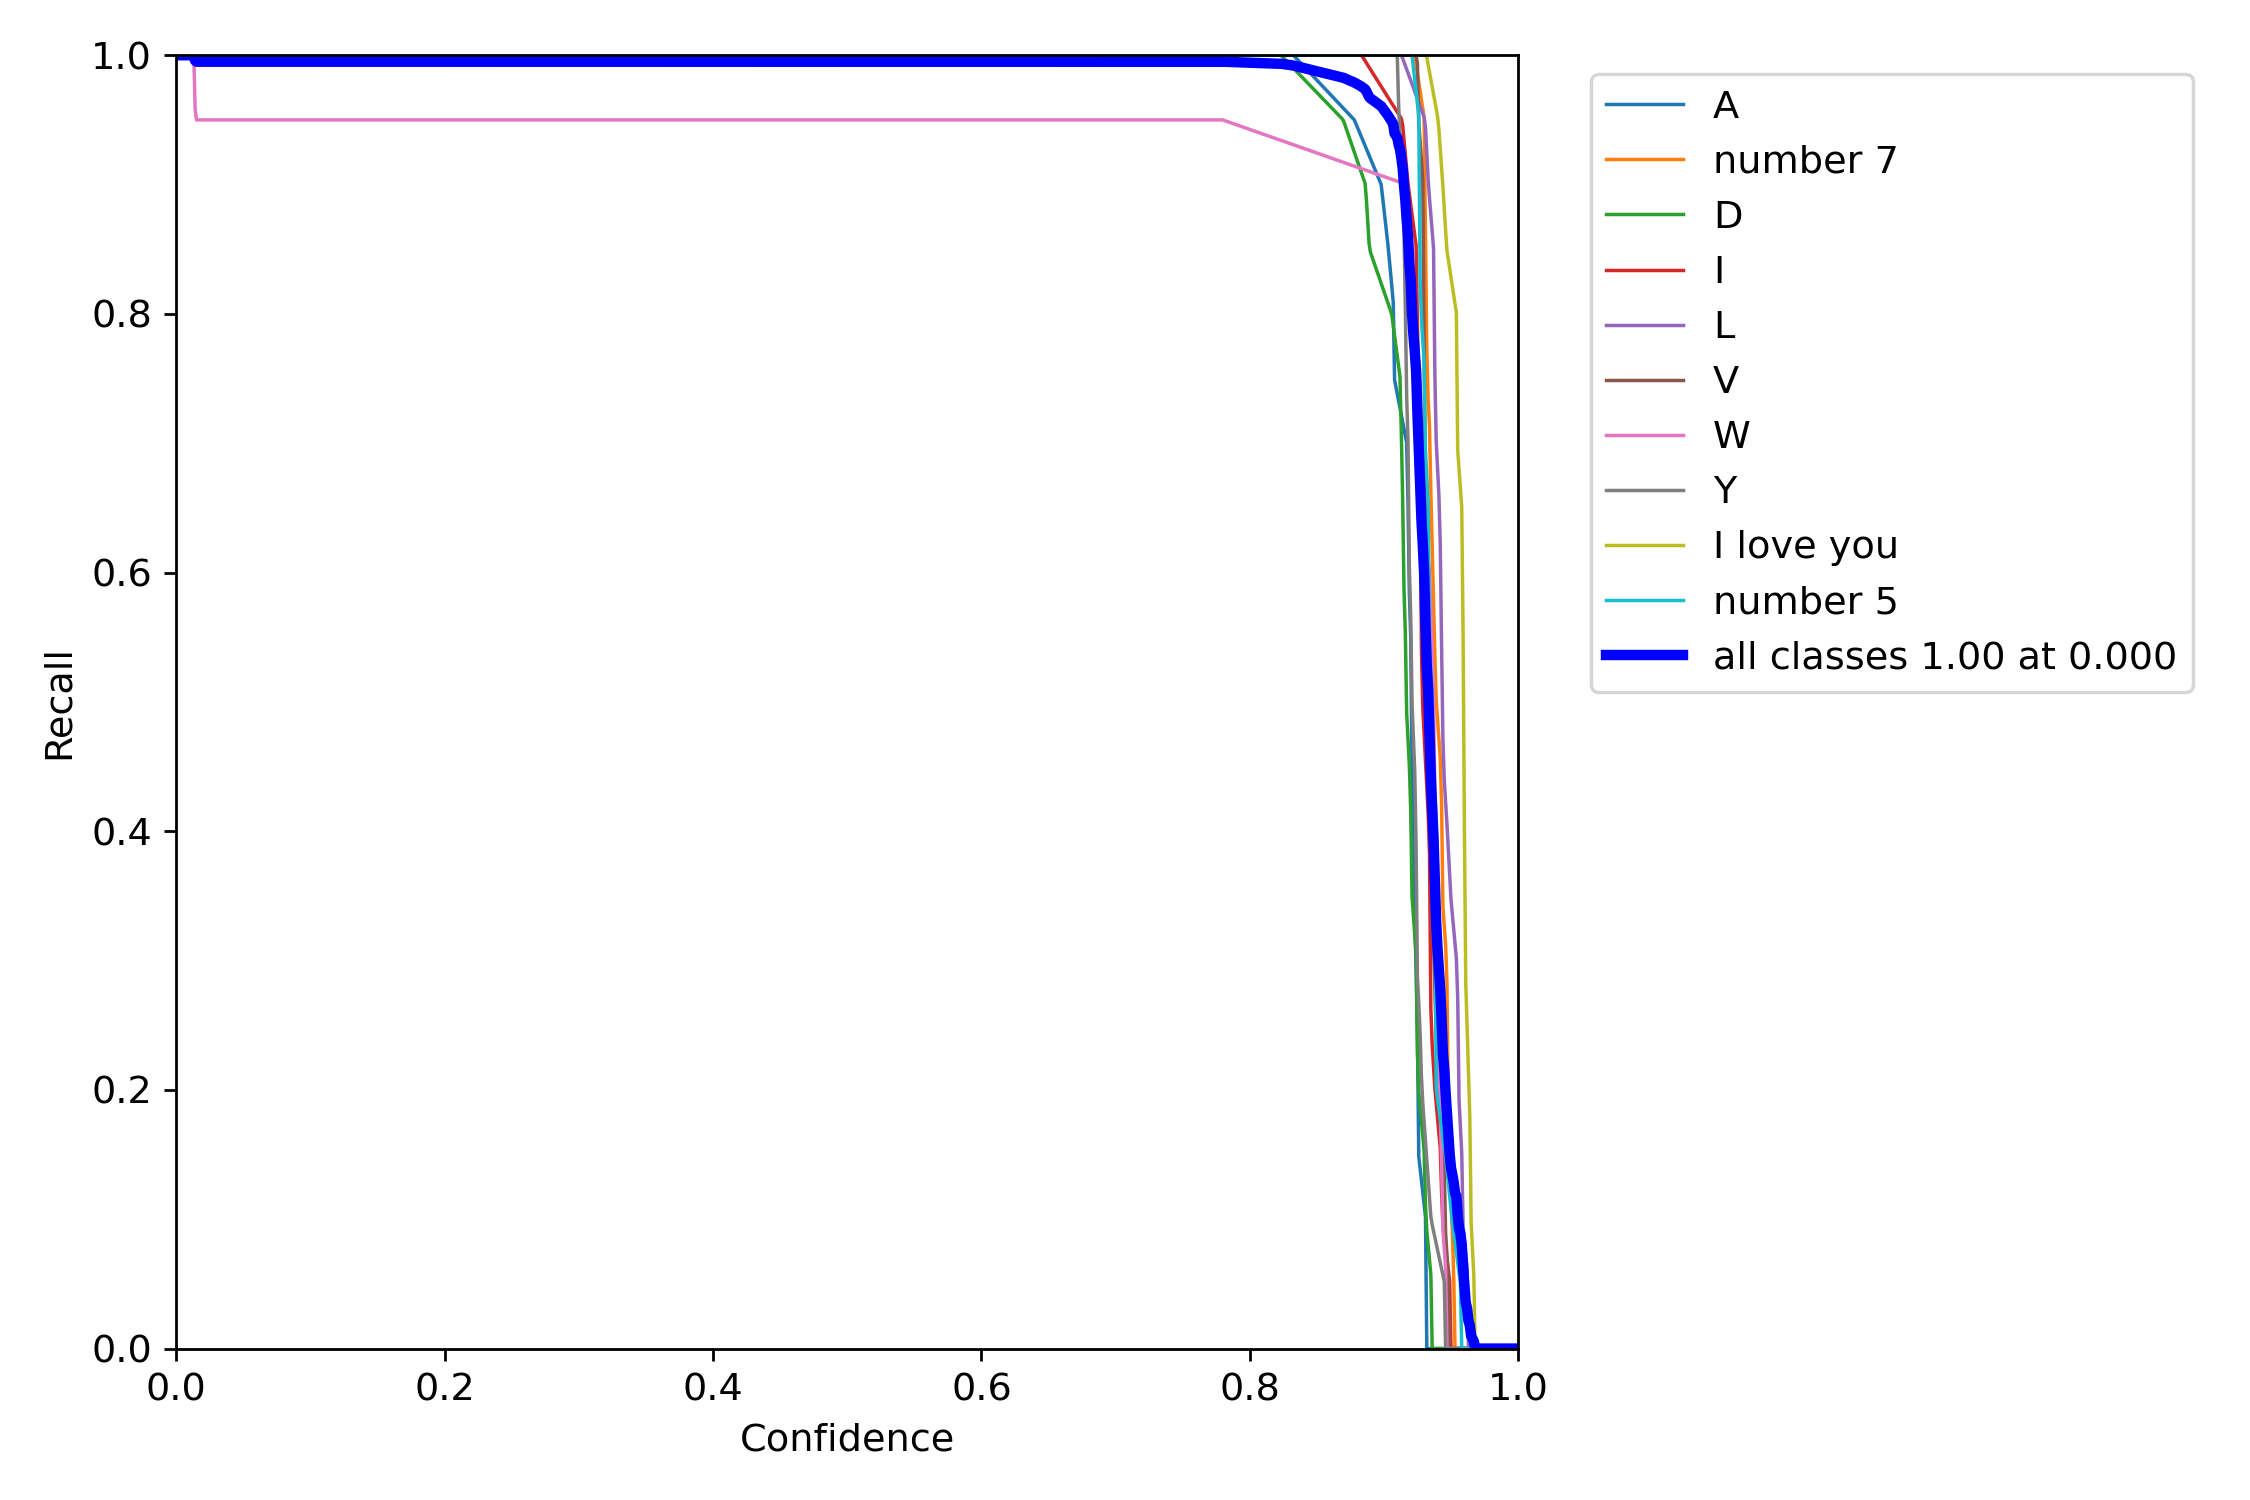 Recall
1.0
0.8
0.6
0.4
0.2
0.0
0.0 0.2 0.4 0.6 0.8 1.0
Confidence
A
number 7
D
I
L
V
W
Y
I love you
number 5
all classes 1.00 at 0.000